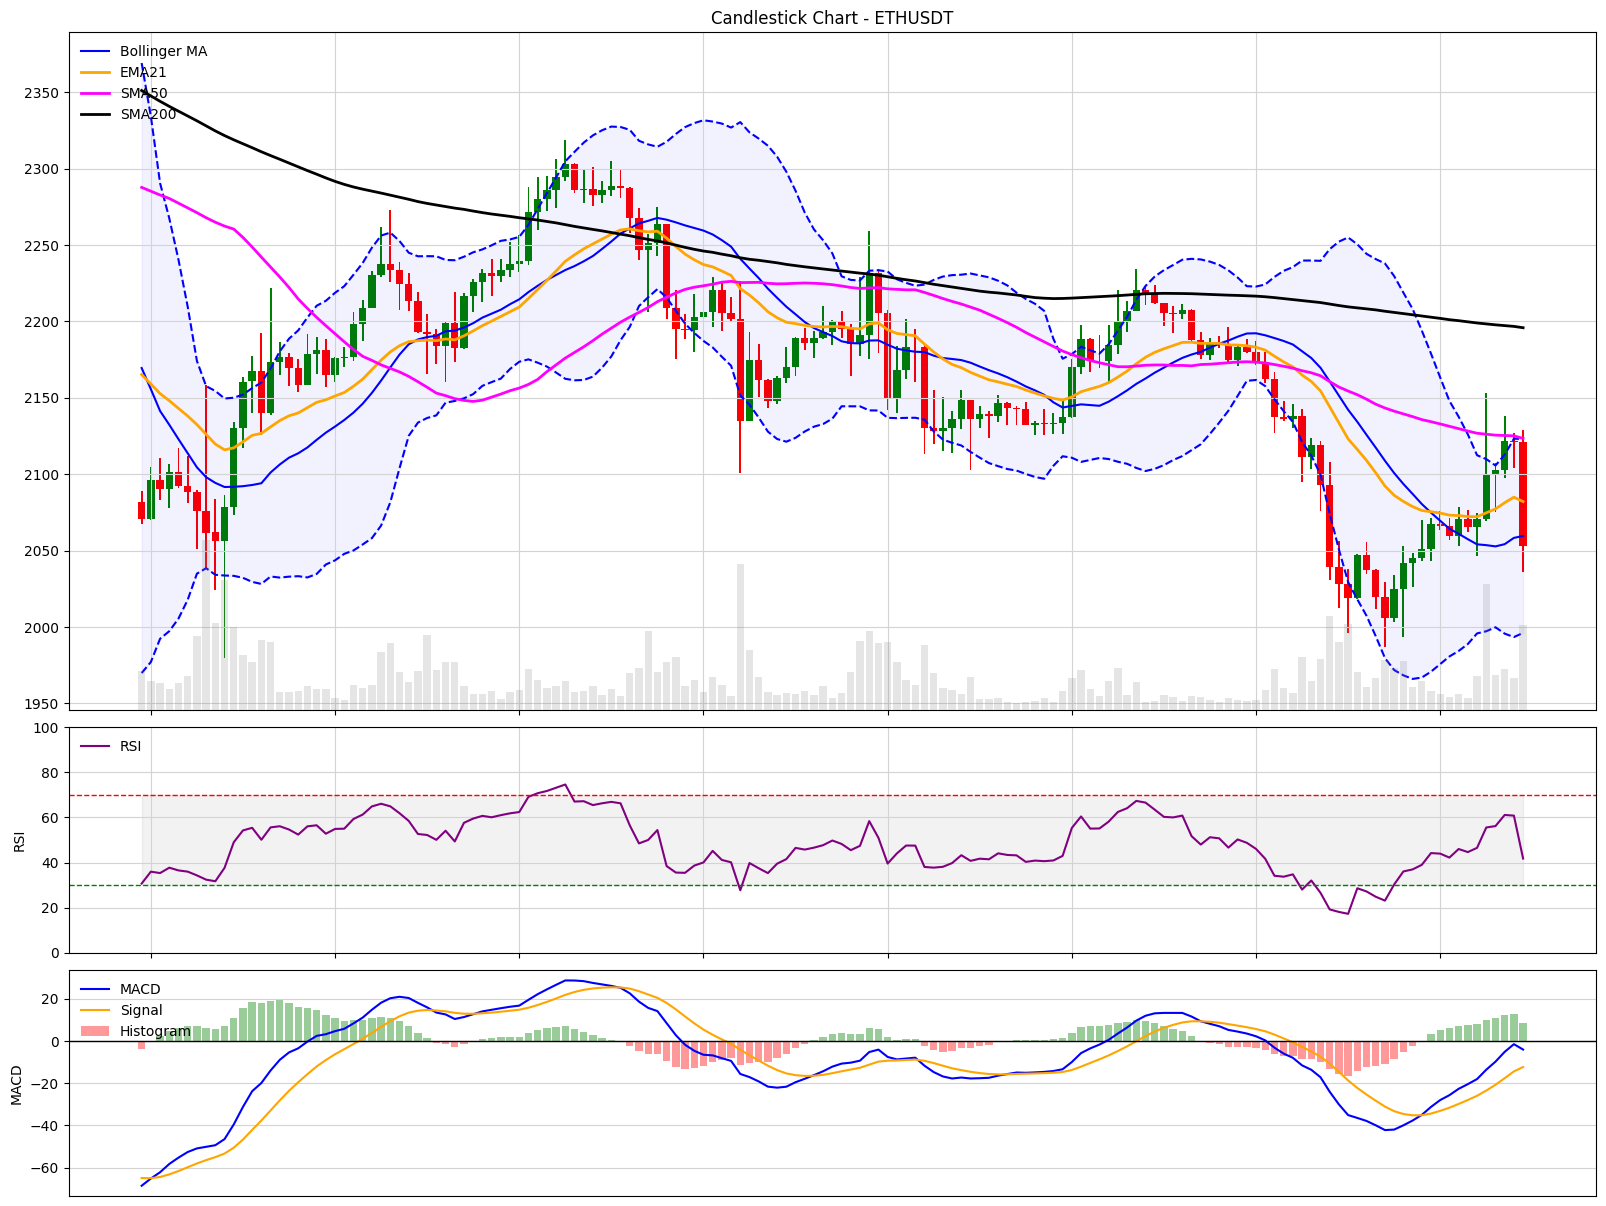 Candlestick Chart - ETHUSDT
Bollinger MA
EMA21
SMA50
SMA200
2350
2300
2250
2200
2150
2100
2050
2000
1950
RSI
100
80
60
40
20
0
RSI
MACD
Signal
Histogram
20
0
−20
−40
−60
MACD